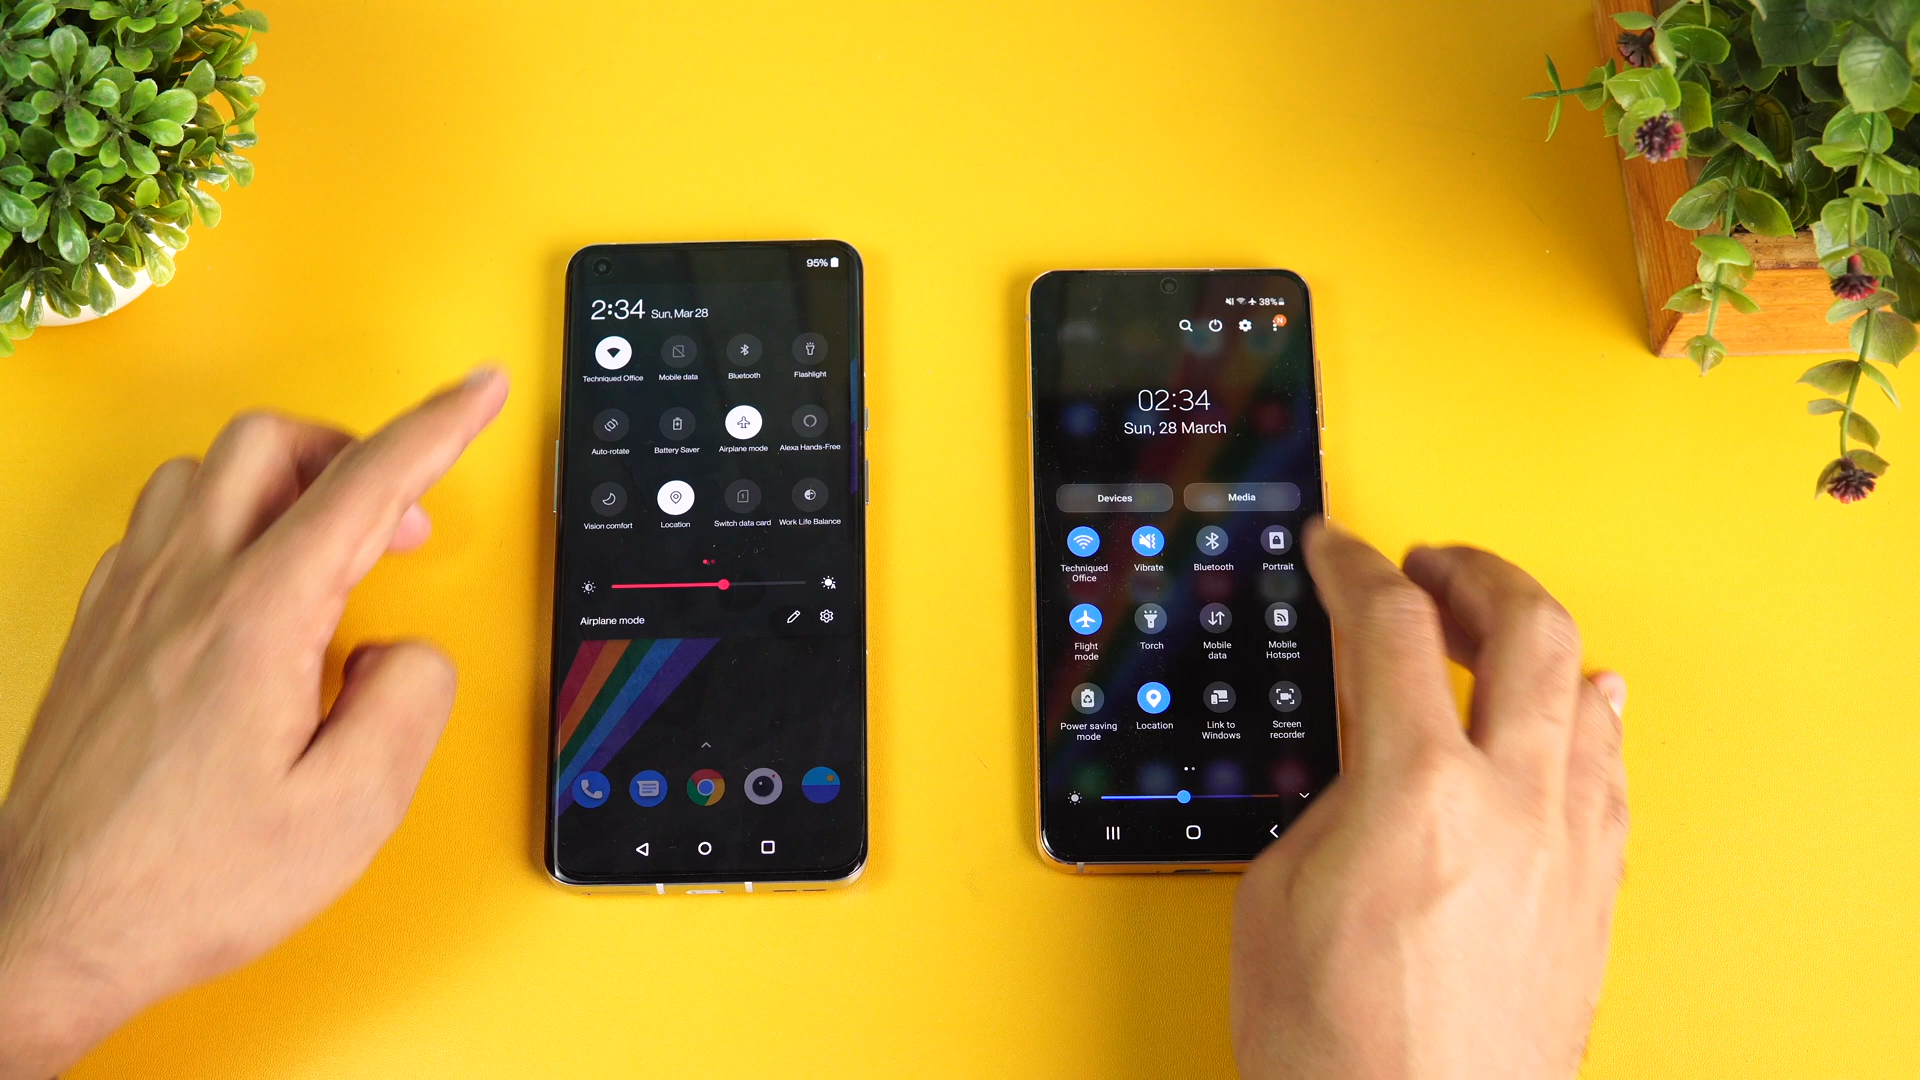 95%
2:34 Sun, Mar 28
Techniqued Office Mobile data Bluetooth Flashlight
Auto-rotate Battery Saver Airplane mode Alexa Hands-Free
Vision comfort Location Switch data card Work Life Balance
Airplane mode
38%
N
02:34
Sun, 28 March
Devices Media
Techniqued Vibrate Bluetooth Portrait
Office
Flight Torch Mobile Mobile
mode data Hotspot
Power saving Location Link to Screen
mode Windows recorder